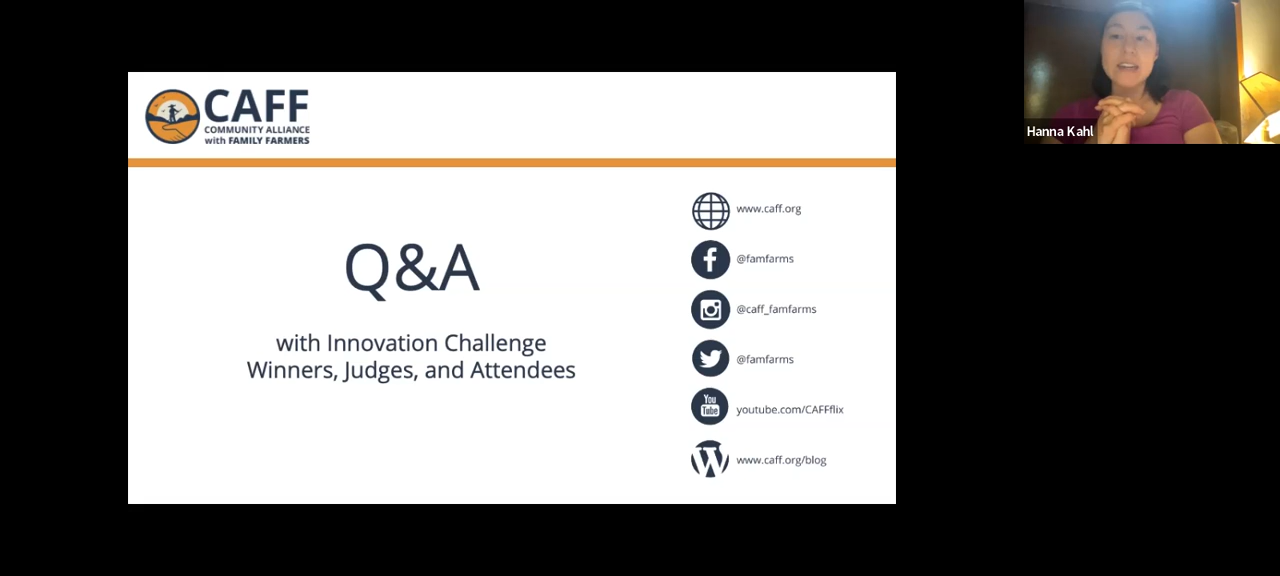 CAFF
COMMUNITY ALLIANCE
with FAMILY FARMERS
Q&A
with Innovation Challenge
Winners, Judges, and Attendees
www.caff.org
@famfarms
@caff_famfarms
@famfarms
You
Tube
youtube.com/CAFFflix
www.caff.org/blog
Hanna Kahl